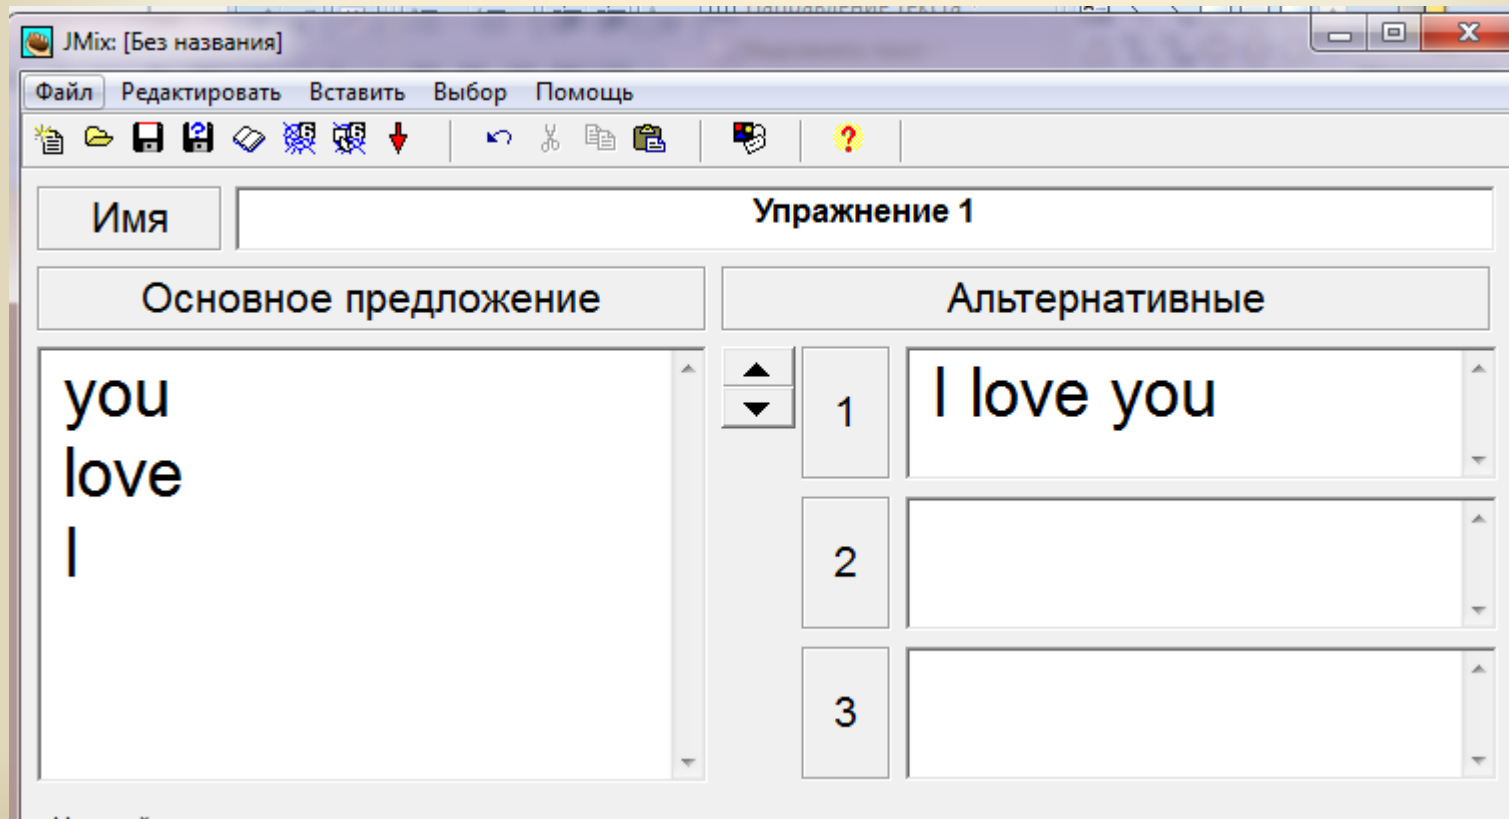 JMix: [Без названия]
Файл Редактировать Вставить Выбор Помощь
Имя
Упражнение 1
Основное предложение
Альтернативные
you
love
I
1
I love you
2
3